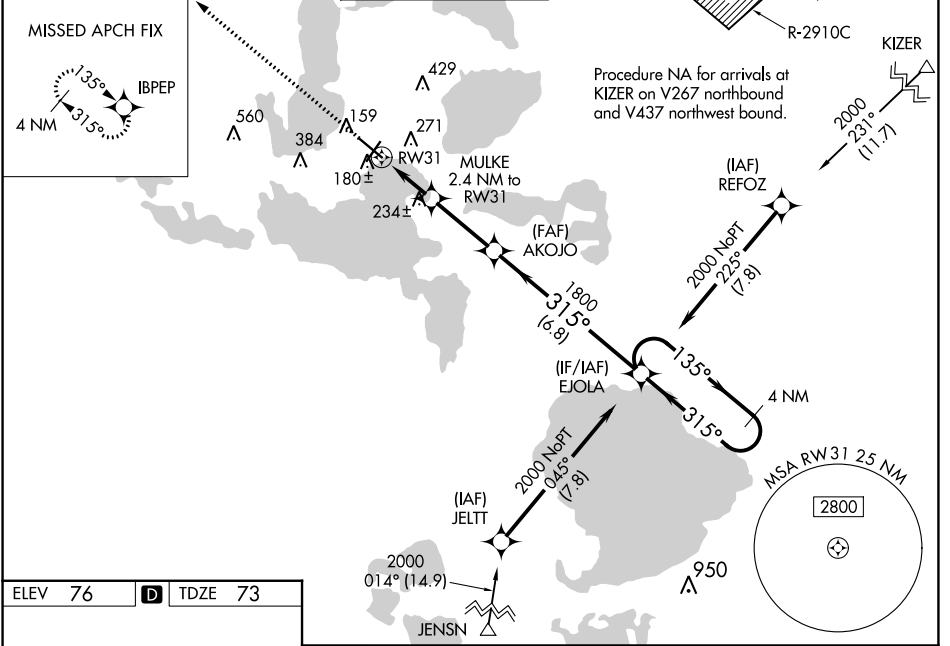 MISSED APCH FIX
135°
IBPEP
315°
4 NM
R-2910C
KIZER
Procedure NA for arrivals at
KIZER on V267 northbound
and V437 northwest bound.
2000
231°
(11.7)
429
560
159
271
384
RW31
180±
MULKE
2.4 NM to
RW31
234±
(IAF)
REFOZ
(FAF)
AKOJO
2000 NoPT
225°
(7.8)
1800
315°
(6.8)
(IF/IAF)
EJOLA
135°
4 NM
315°
2000 NoPT
045°
(7.8)
MSA RW31 25 NM
2800
(IAF)
JELTT
2000
014° (14.9)
950
JENSN
ELEV 76 D TDZE 73